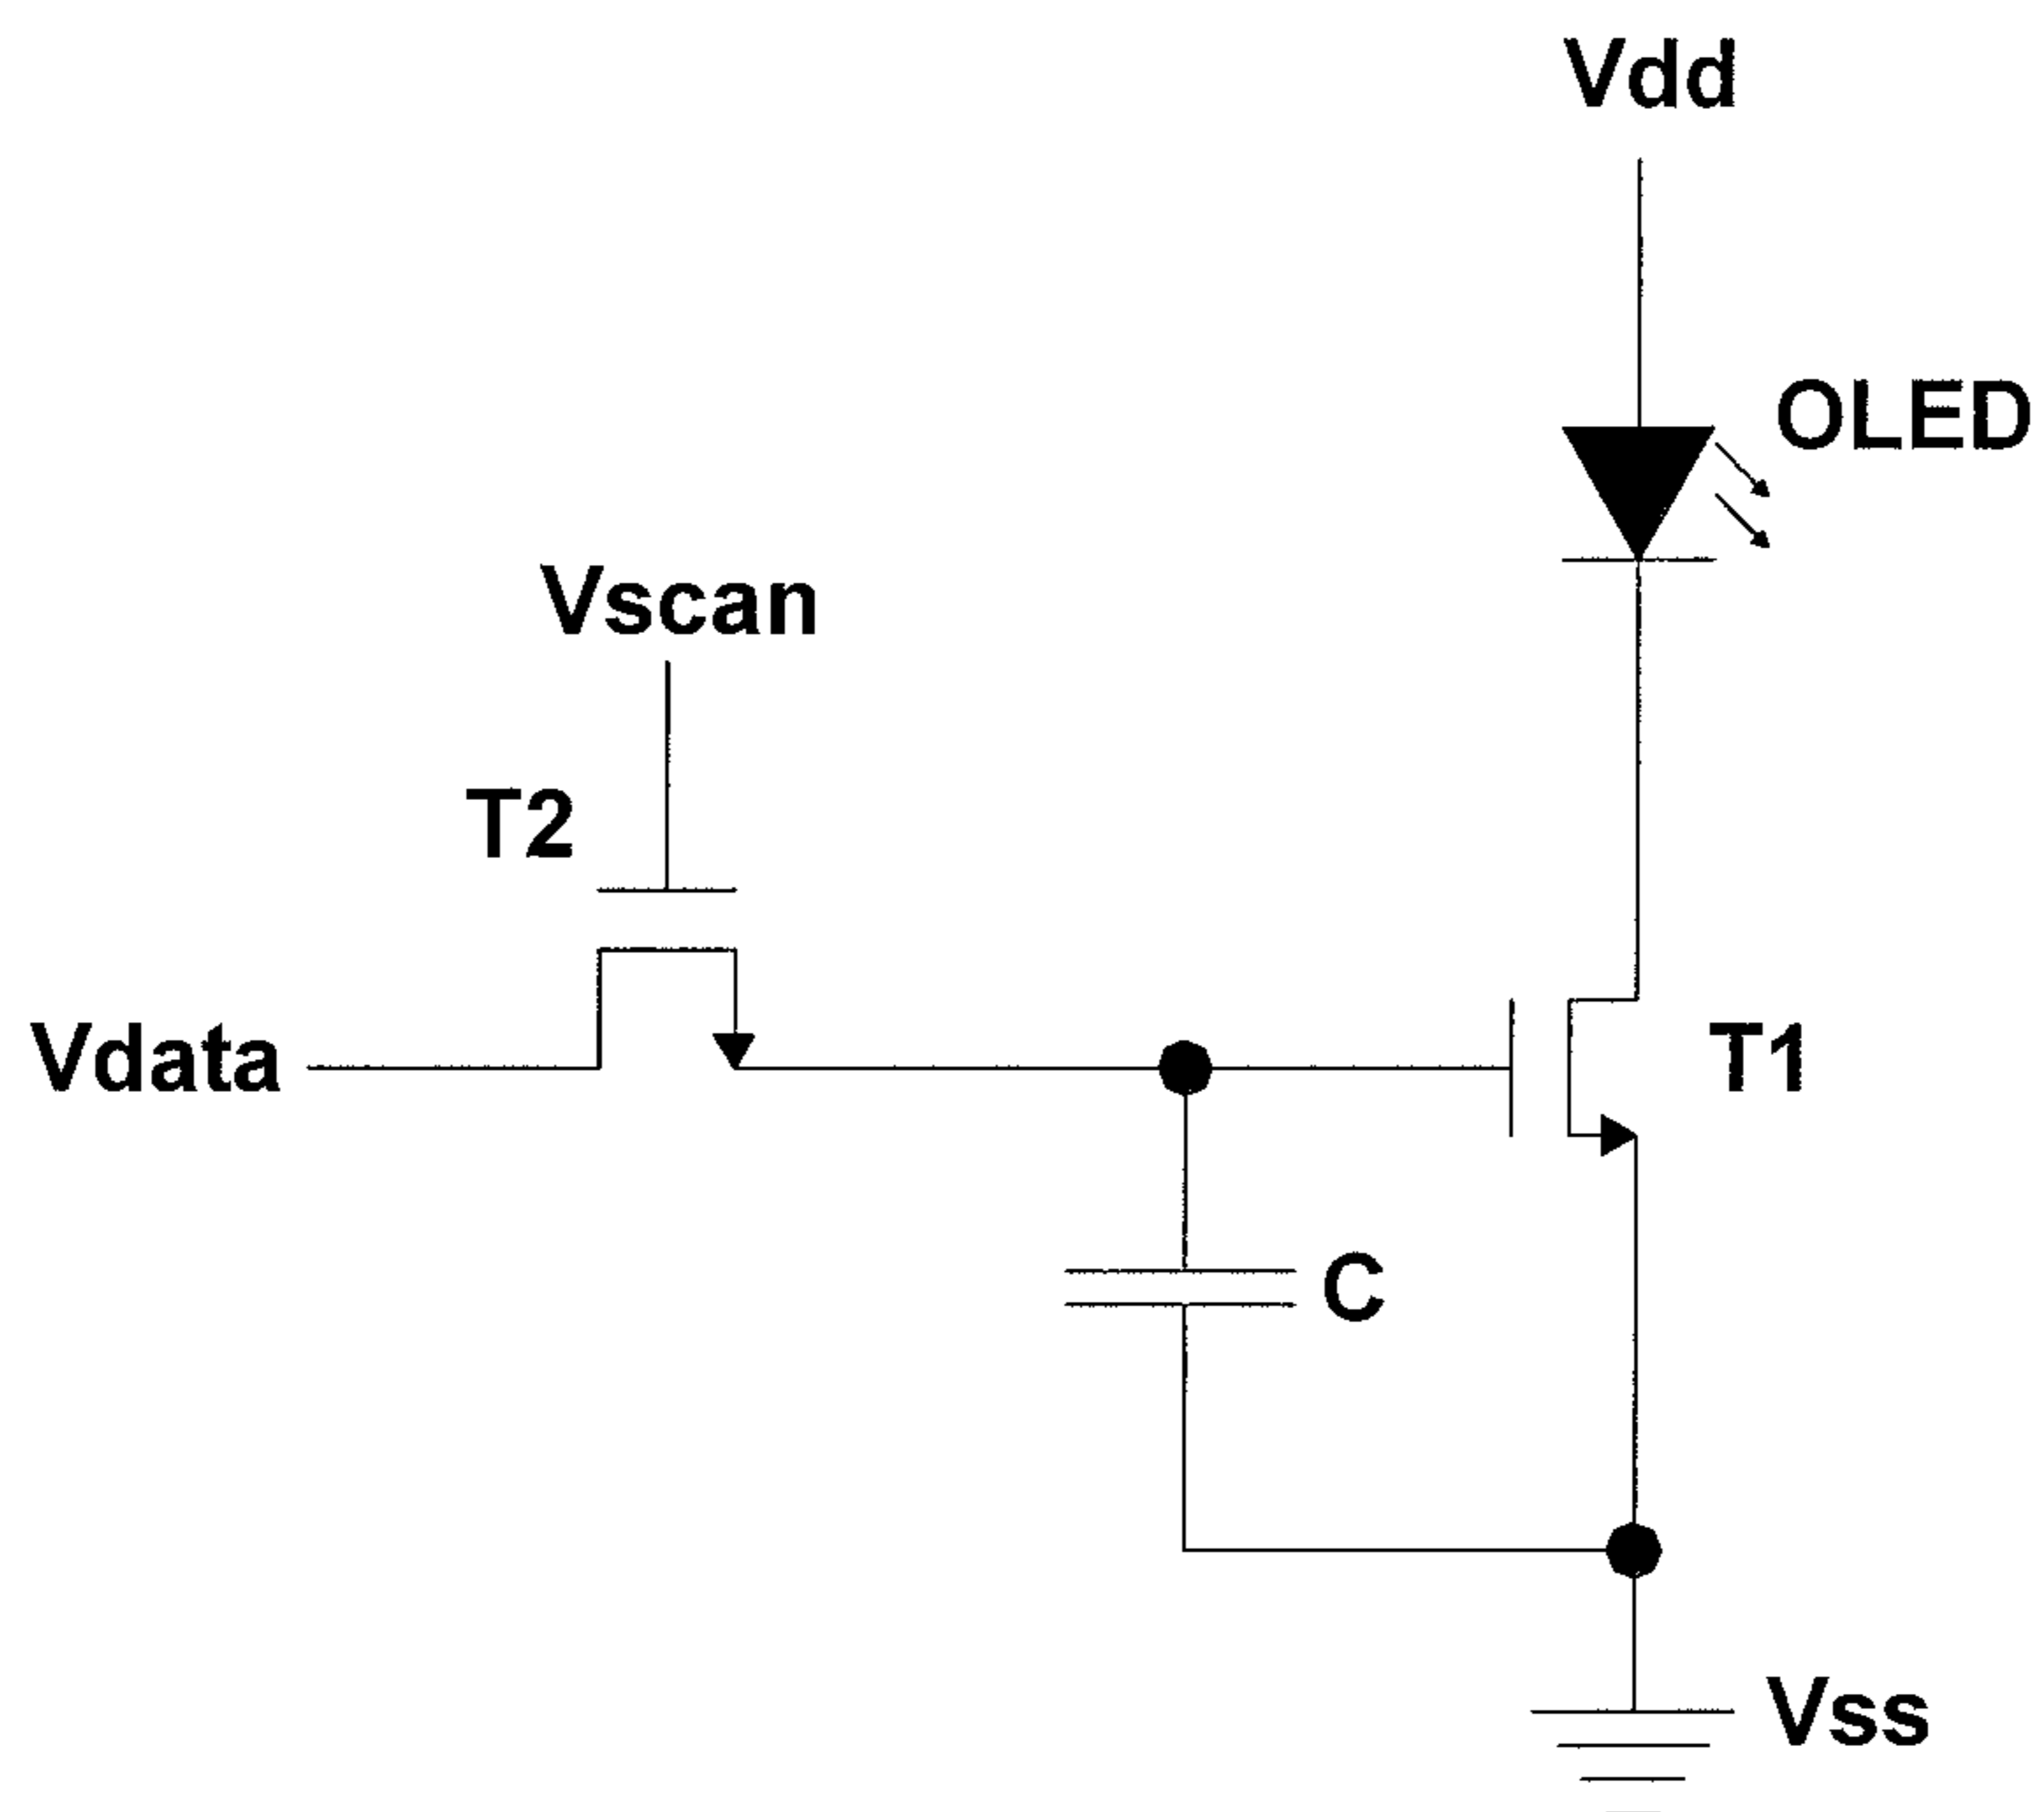 Vdd
OLED
Vscan
T2
Vdata
T1
C
Vss